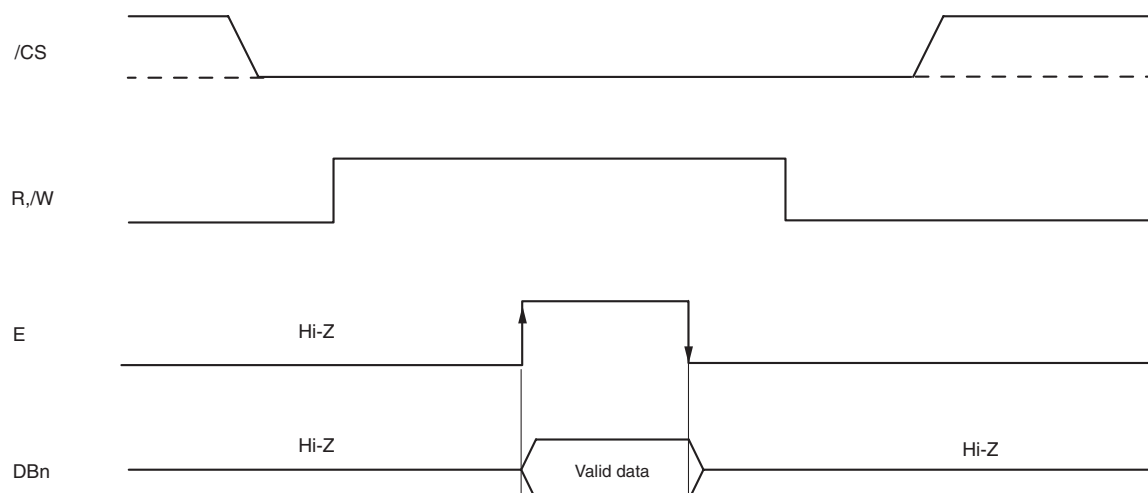 /CS
R,/W
E
Hi-Z
DBn
Hi-Z
Valid data
Hi-Z